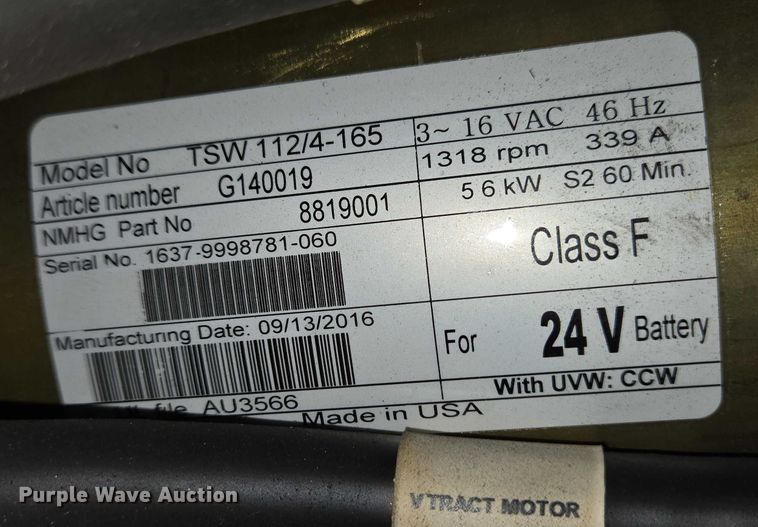 Model No TSW 112/4-165
3~ 16 VAC 46 Hz
Article number G140019
1318 rpm 339 A
NMHG Part No 8819001
5 6 kW S2 60 Min.
Serial No. 1637-9998781-060
Class F
Manufacturing Date: 09/13/2016
For 24 V Battery
file AU3566
With UVW: CCW
Made in USA
V TRACT MOTOR
Purple Wave Auction